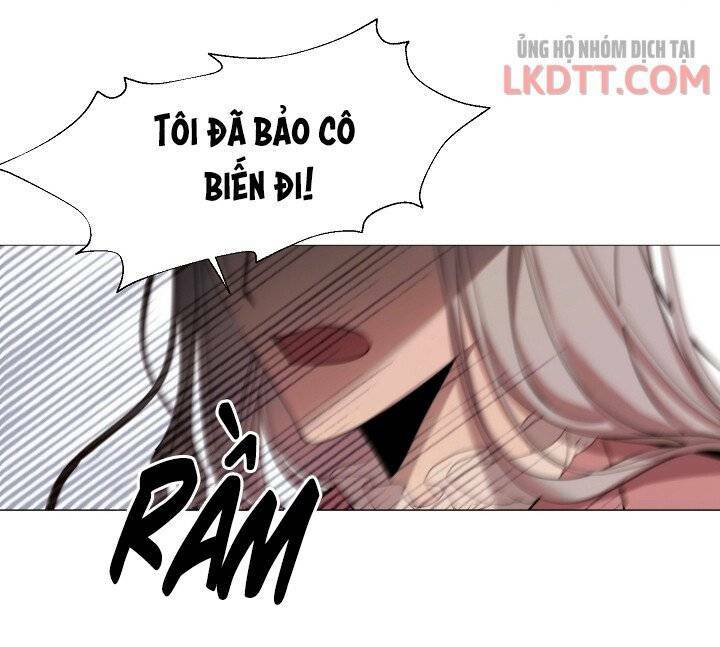 ỦNG HỘ NHÓM DỊCH TẠI
LKDTT.COM
TÔI ĐÃ BẢO CÔ
BIẾN ĐI!
RẦM